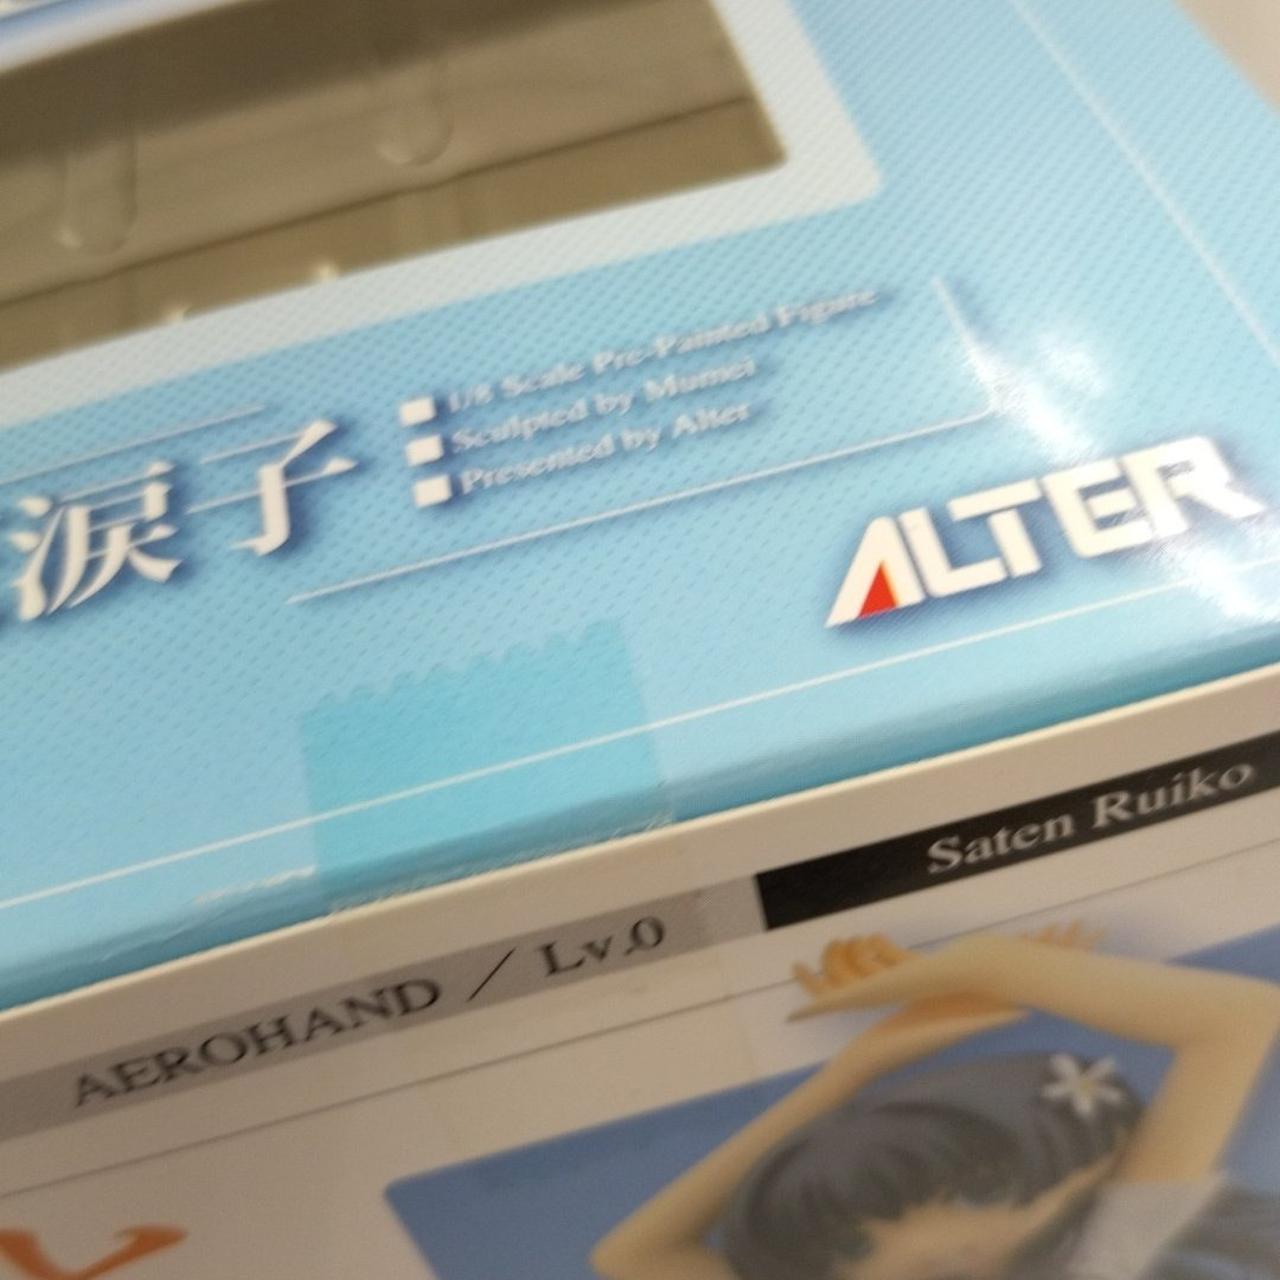 涙子
1/8 Scale Pre-Painted Figure
Sculpted by Mumei
Presented by Alter
ALTER
Saten Ruiko
AEROHAND / Lv.0